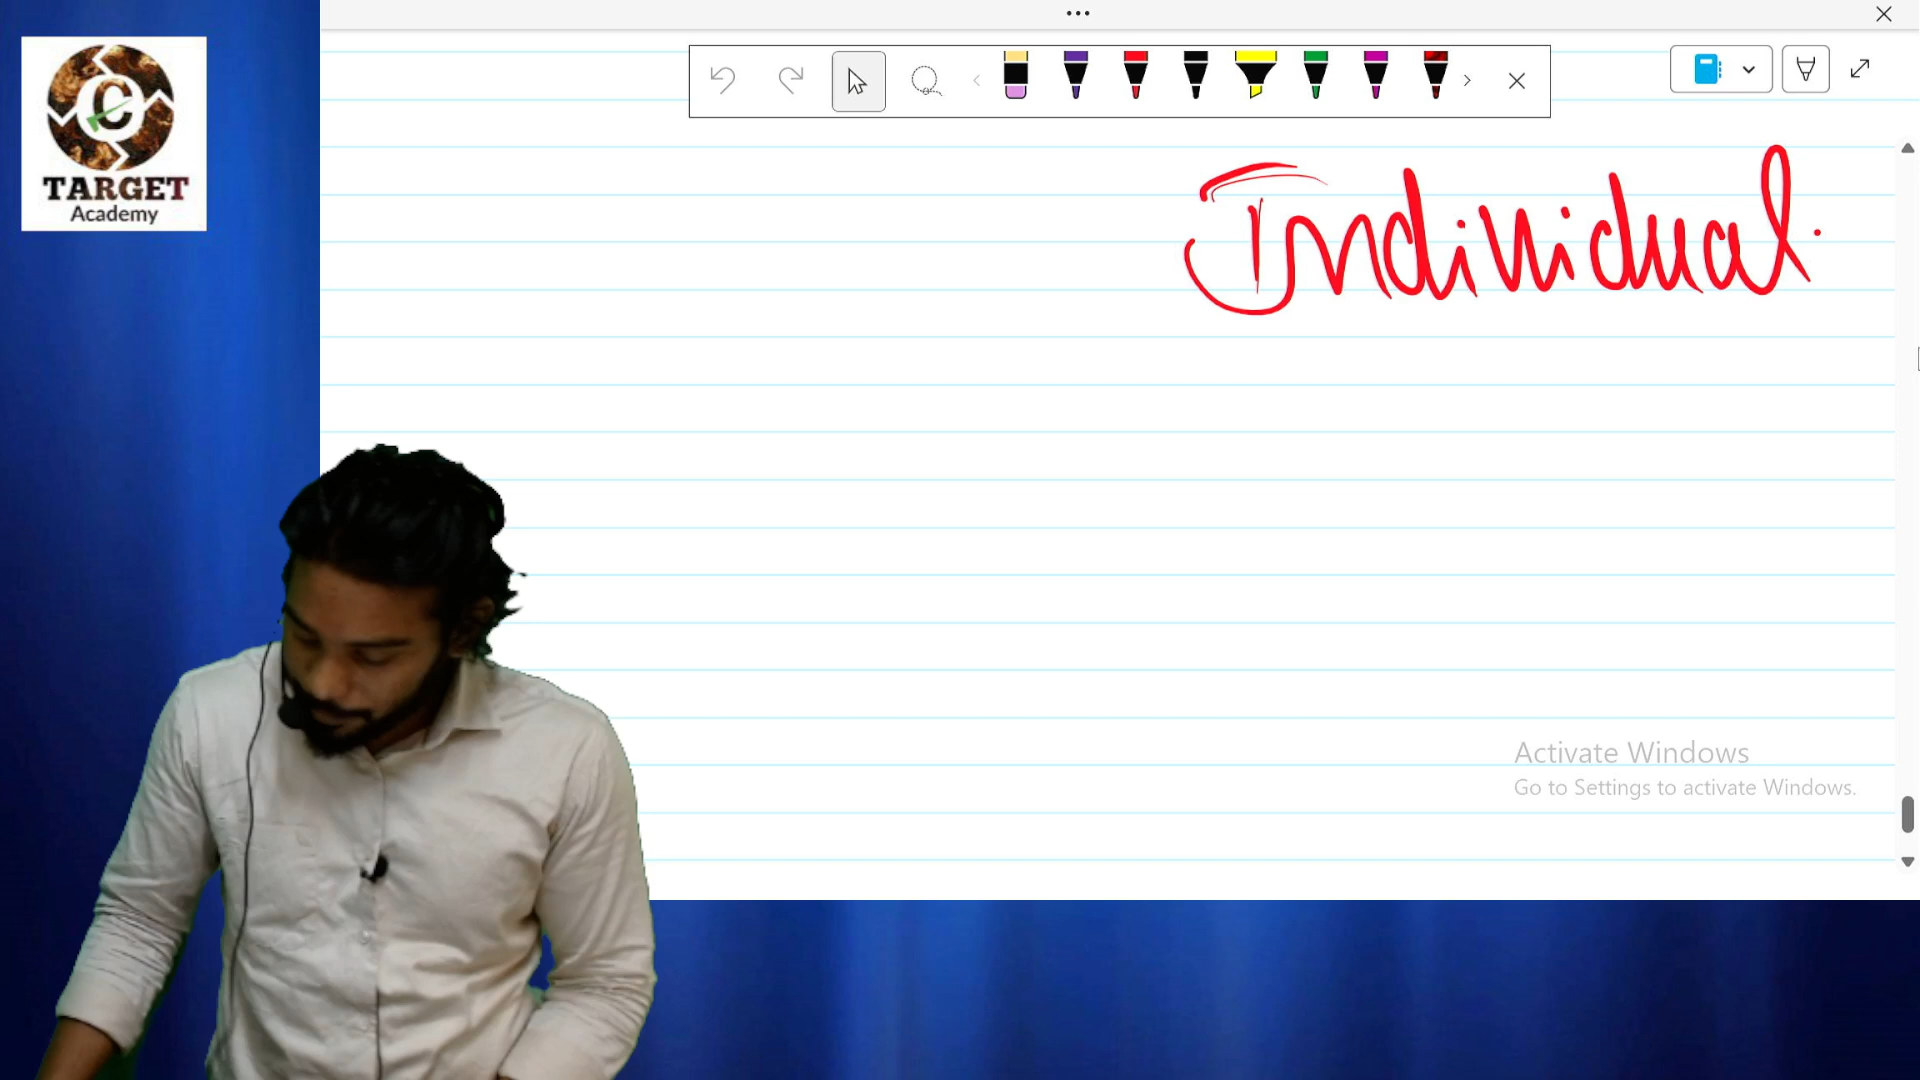 TARGET
Academy
Individual.
Activate Windows
Go to Settings to activate Windows.